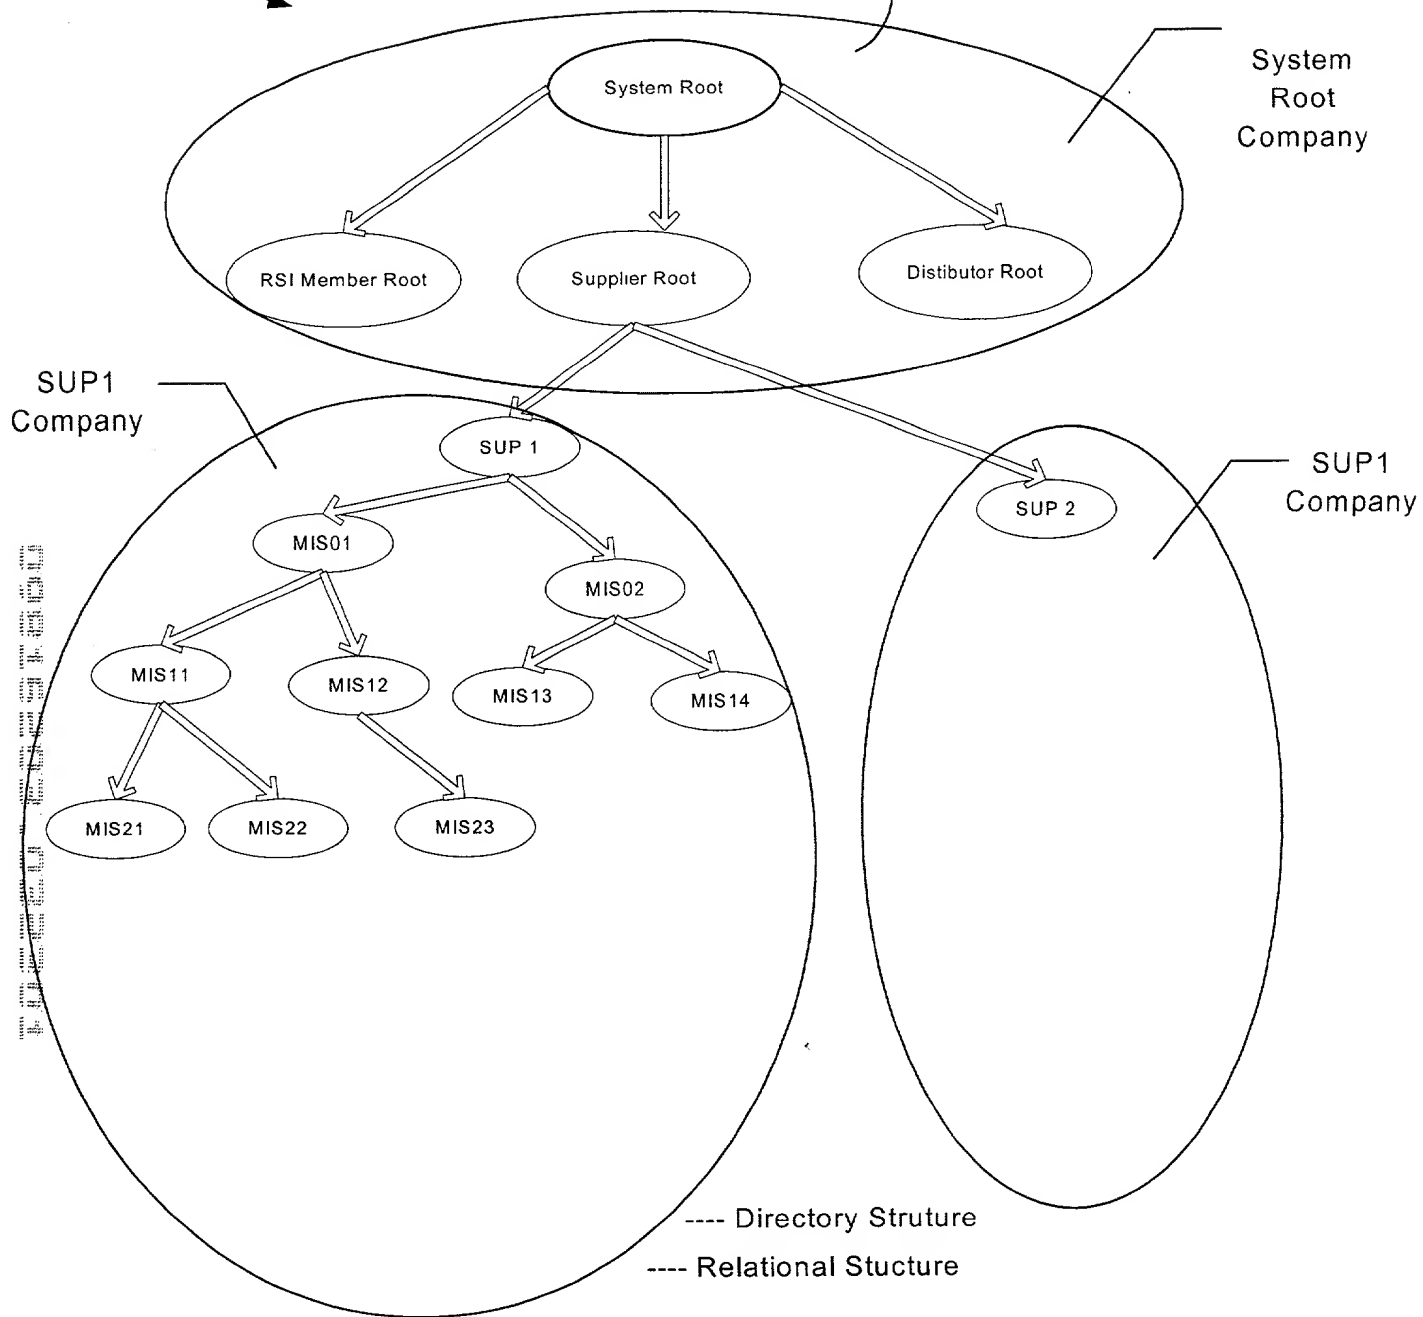 System Root
System
Root
Company
RSI Member Root
Supplier Root
Distibutor Root
SUP1
Company
SUP 1
SUP1
Company
SUP 2
MIS01
MIS02
MIS11
MIS12
MIS13
MIS14
MIS21
MIS22
MIS23
---- Directory Struture
---- Relational Stucture